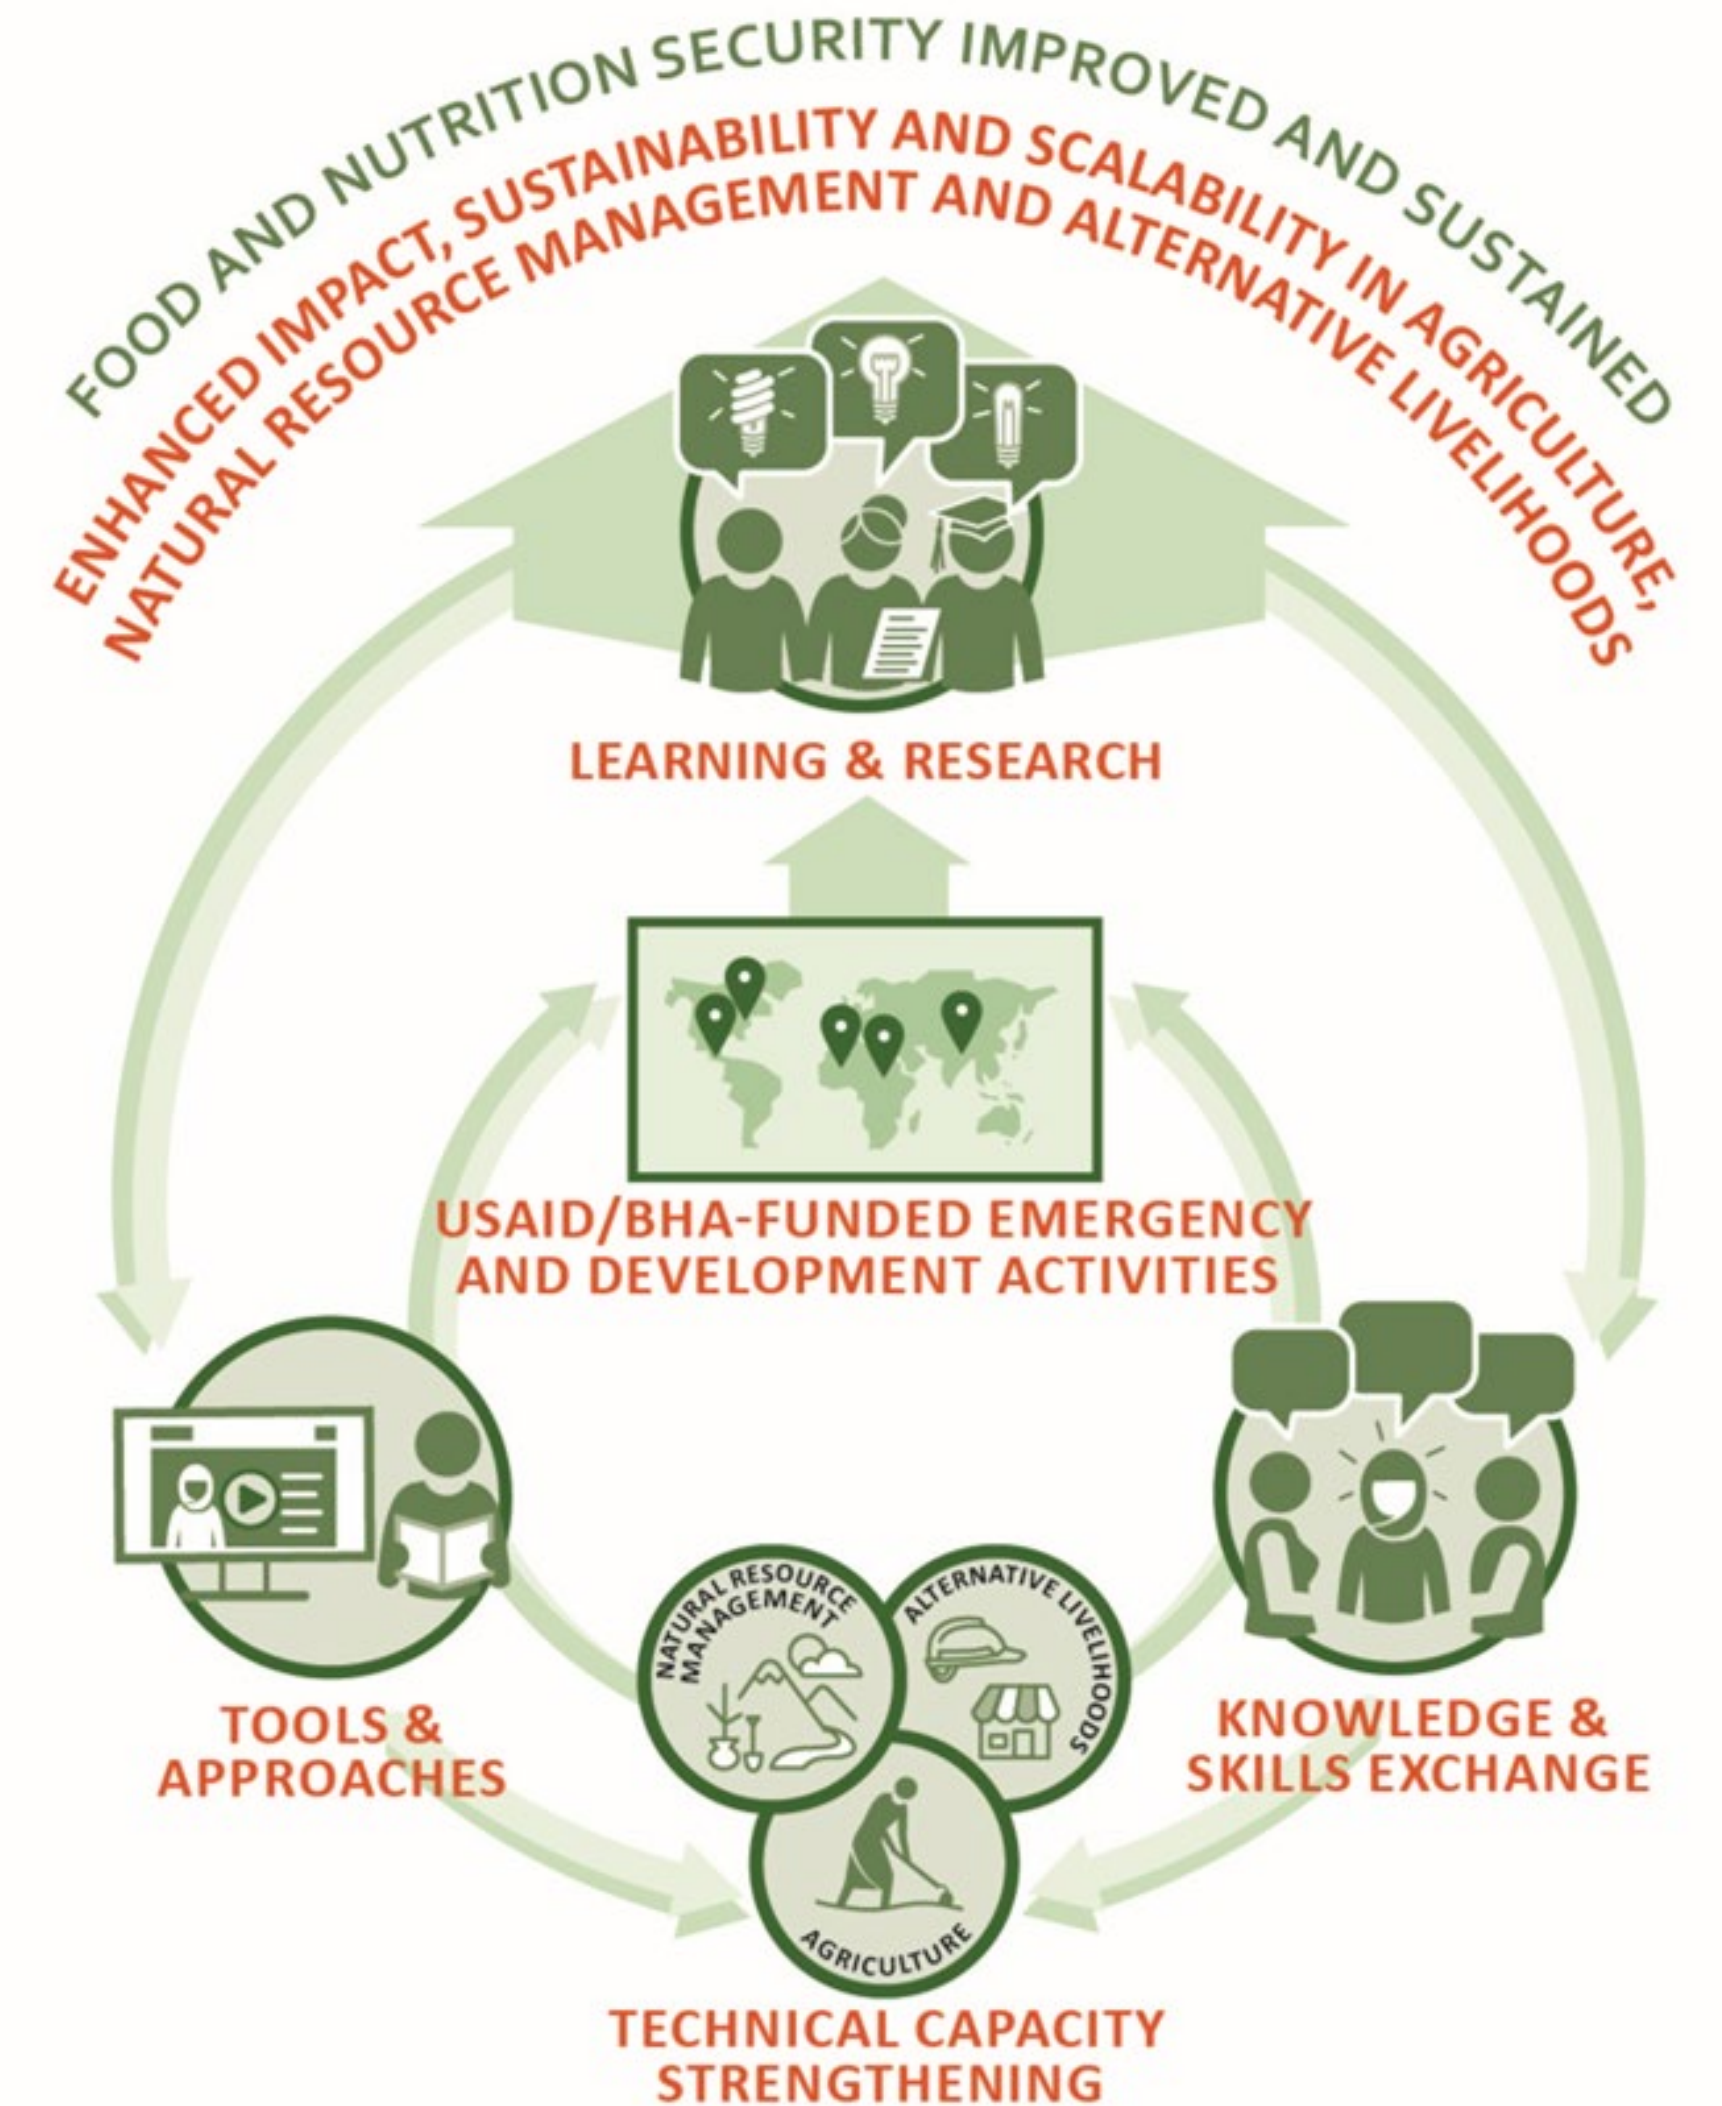 FOOD AND NUTRITION SECURITY IMPROVED AND SUSTAINED
ENHANCED IMPACT, SUSTAINABILITY AND SCALABILITY IN AGRICULTURE,
NATURAL RESOURCE MANAGEMENT AND ALTERNATIVE LIVELIHOODS
LEARNING & RESEARCH
USAID/BHA-FUNDED EMERGENCY
AND DEVELOPMENT ACTIVITIES
TOOLS &
APPROACHES
KNOWLEDGE &
SKILLS EXCHANGE
NATURAL RESOURCE
MANAGEMENT
ALTERNATIVE LIVELIHOODS
AGRICULTURE
TECHNICAL CAPACITY
STRENGTHENING